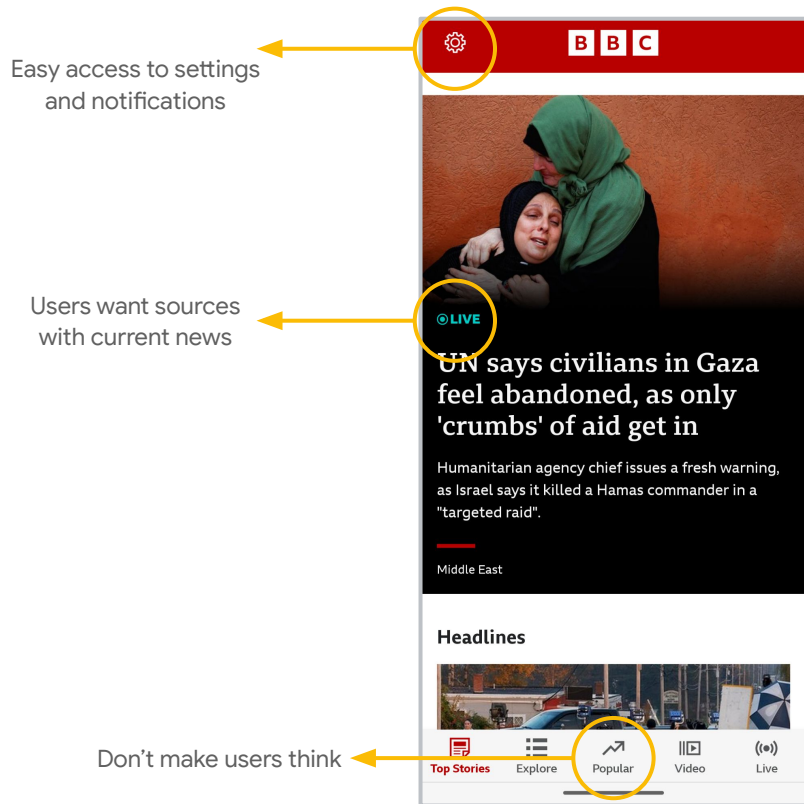 BBC
Easy access to settings
and notifications
Users want sources
with current news
LIVE
UN says civilians in Gaza
feel abandoned, as only
'crumbs' of aid get in
Humanitarian agency chief issues a fresh warning,
as Israel says it killed a Hamas commander in a
"targeted raid".
Middle East
Headlines
Don’t make users think
Top Stories Explore Popular Video Live